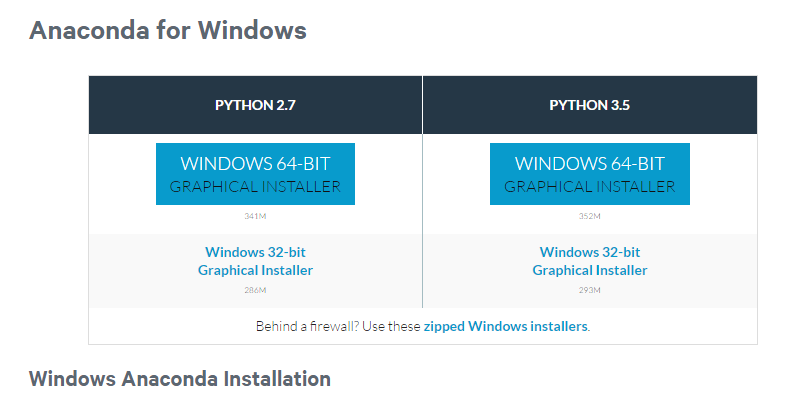 Anaconda for Windows
PYTHON 2.7
PYTHON 3.5
WINDOWS 64-BIT
GRAPHICAL INSTALLER
341M
WINDOWS 64-BIT
GRAPHICAL INSTALLER
352M
Windows 32-bit
Graphical Installer
286M
Windows 32-bit
Graphical Installer
293M
Behind a firewall? Use these zipped Windows installers.
Windows Anaconda Installation